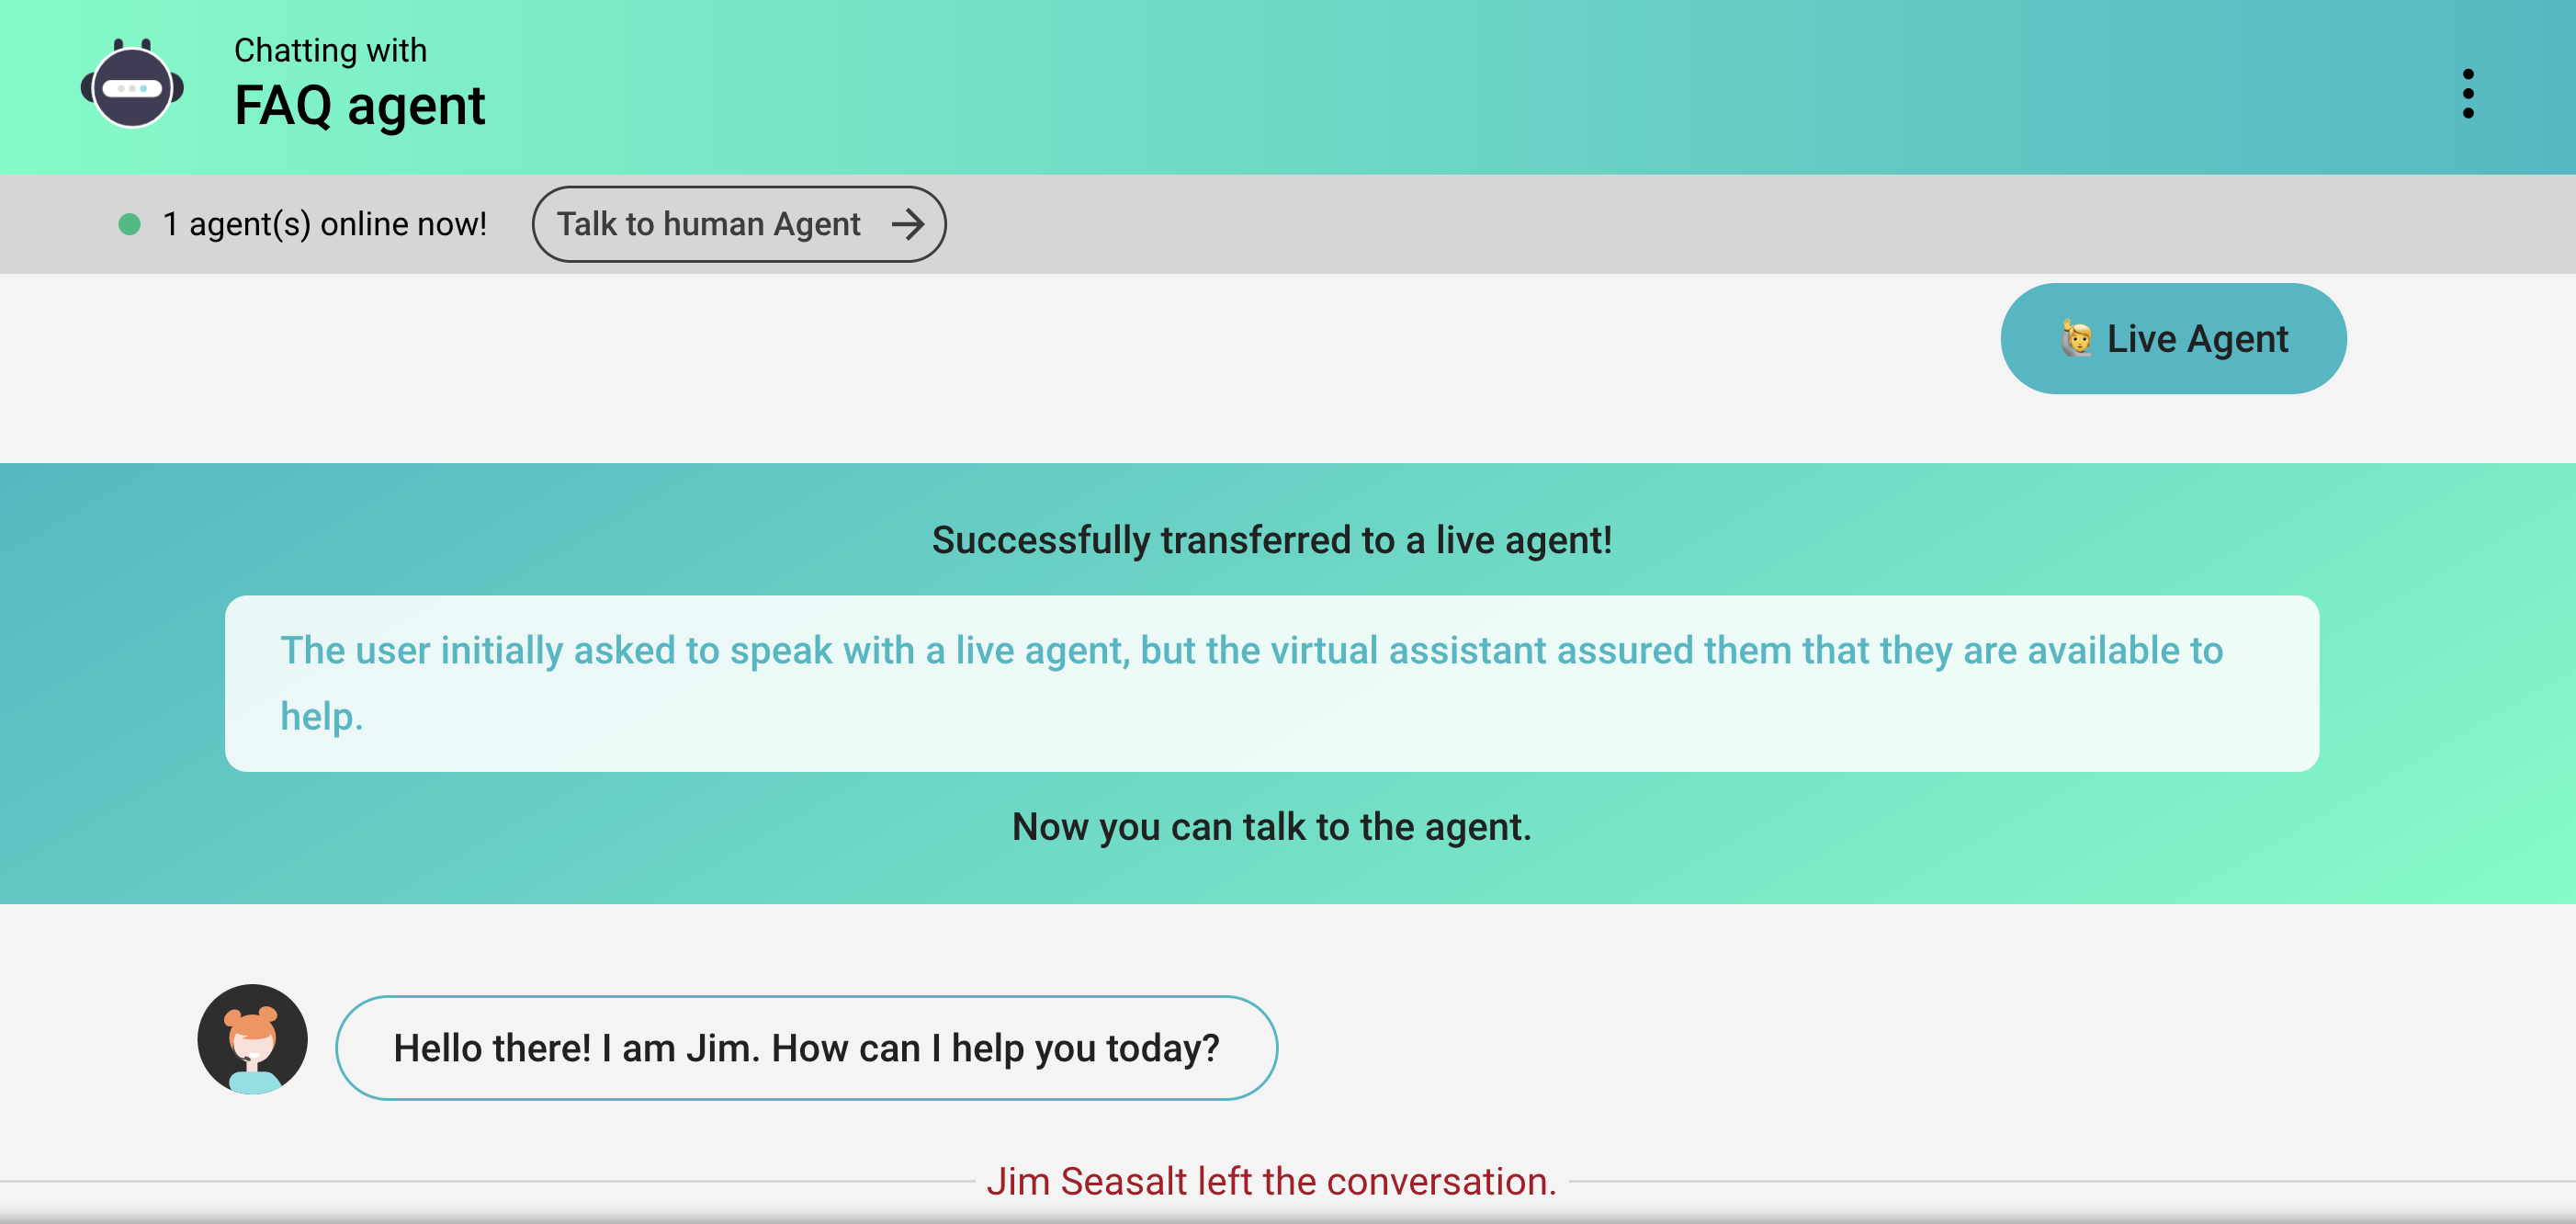 Chatting with
FAQ agent
1 agent(s) online now!
Talk to human Agent →
🙋 Live Agent
Successfully transferred to a live agent!
The user initially asked to speak with a live agent, but the virtual assistant assured them that they are available to
help.
Now you can talk to the agent.
Hello there! I am Jim. How can I help you today?
Jim Seasalt left the conversation.